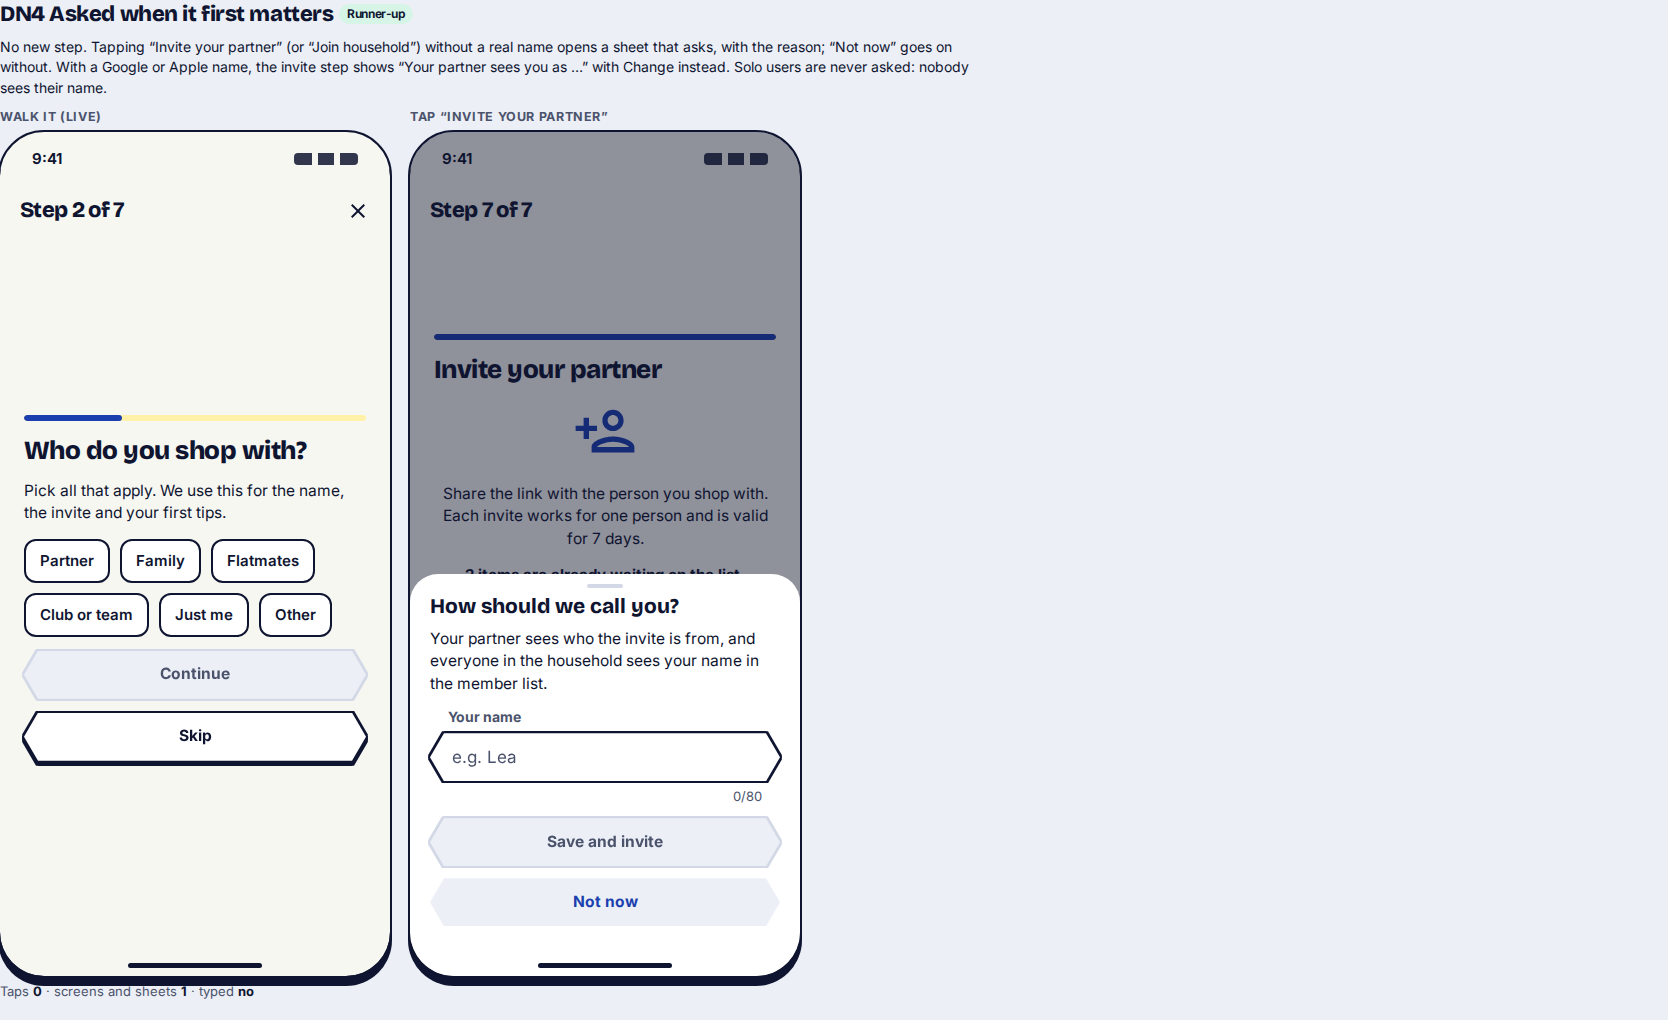 DN4 Asked when it first matters Runner-up
No new step. Tapping “Invite your partner” (or “Join household”) without a real name opens a sheet that asks, with the reason; “Not now” goes on
without. With a Google or Apple name, the invite step shows “Your partner sees you as ...” with Change instead. Solo users are never asked: nobody
sees their name.
WALK IT (LIVE)
9:41
Step 2 of 7
Who do you shop with?
Pick all that apply. We use this for the name,
the invite and your first tips.
Partner Family Flatmates
Club or team Just me Other
Continue
Skip
Taps 0 · screens and sheets 1 · typed no
TAP “INVITE YOUR PARTNER”
9:41
Step 7 of 7
Invite your partner
Share the link with the person you shop with.
Each invite works for one person and is valid
for 7 days.
items are already waiting on the list
How should we call you?
Your partner sees who the invite is from, and
everyone in the household sees your name in
the member list.
Your name
e.g. Lea
0/80
Save and invite
Not now